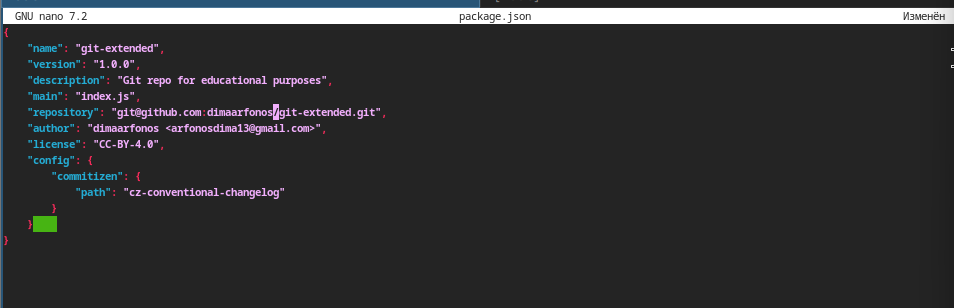 GNU nano 7.2 package.json Изменён
{
    "name": "git-extended",
    "version": "1.0.0",
    "description": "Git repo for educational purposes",
    "main": "index.js",
    "repository": "git@github.com:dimaarfonos/git-extended.git",
    "author": "dimaarfonos <arfonosdima13@gmail.com>",
    "license": "CC-BY-4.0",
    "config": {
        "commitizen": {
            "path": "cz-conventional-changelog"
        }
    }
}